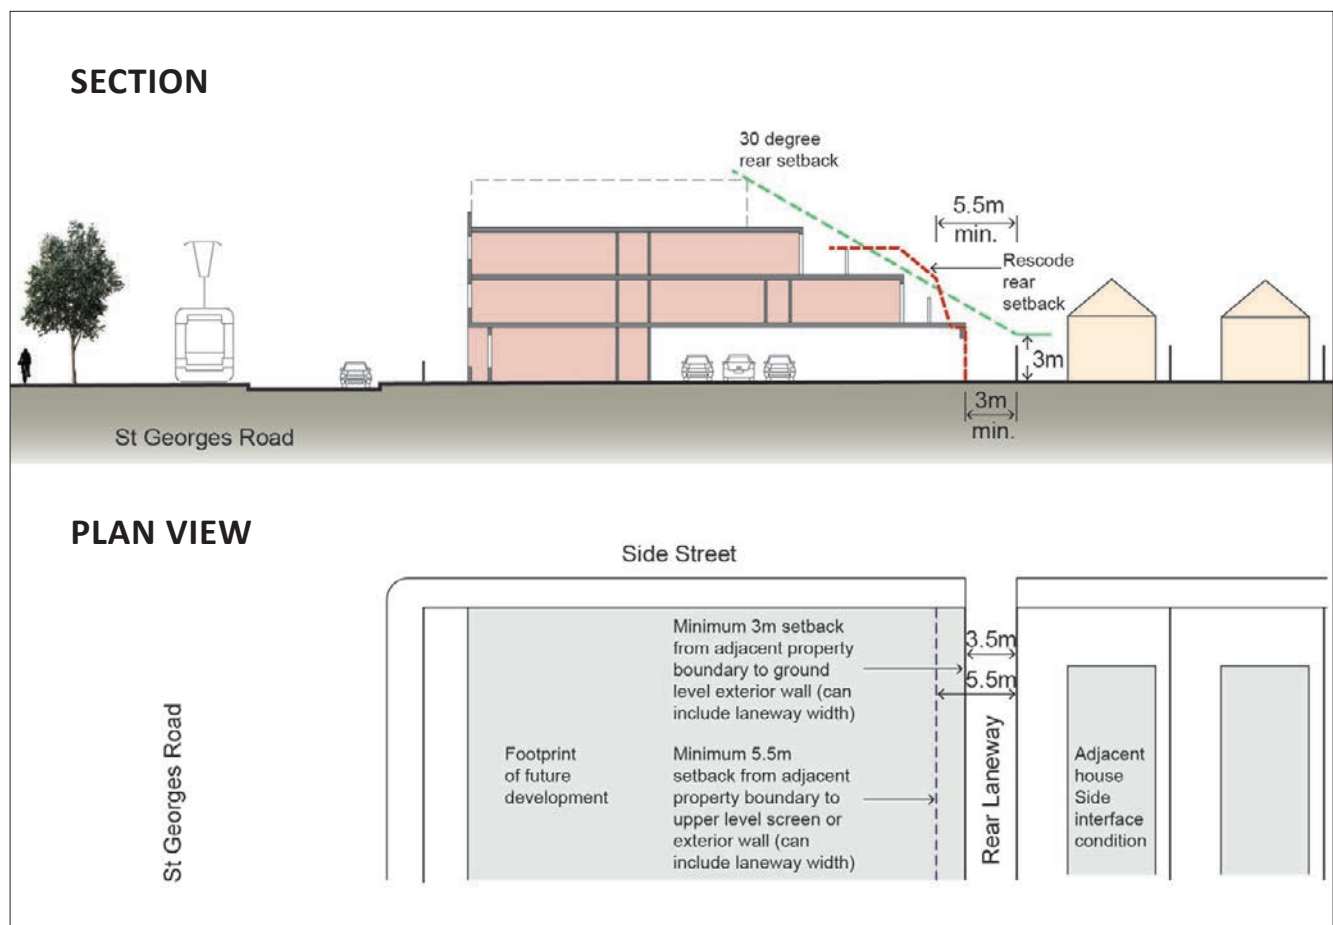 SECTION
30 degree
rear setback
5.5m
min.
Rescode
rear
setback
3m
3m
min.
St Georges Road
PLAN VIEW
Side Street
Minimum 3m setback
from adjacent property
boundary to ground
level exterior wall (can
include laneway width)
3.5m
5.5m
Footprint
of future
development
Minimum 5.5m
setback from adjacent
property boundary to
upper level screen or
exterior wall (can
include laneway width)
Adjacent
house
Side
interface
condition
St Georges Road
Rear Laneway